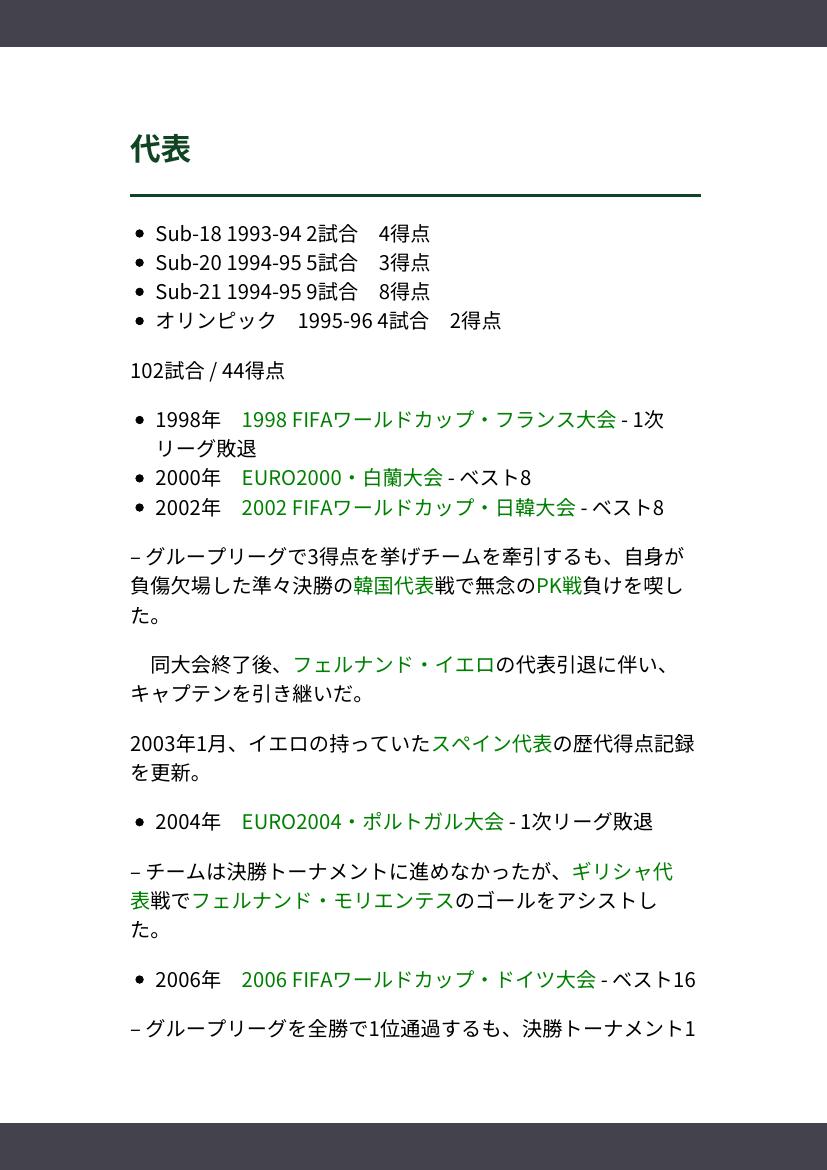 代表
• Sub-18 1993-94 2試合　4得点
• Sub-20 1994-95 5試合　3得点
• Sub-21 1994-95 9試合　8得点
• オリンピック　1995-96 4試合　2得点
102試合 / 44得点
• 1998年　1998 FIFAワールドカップ・フランス大会 - 1次
リーグ敗退
• 2000年　EURO2000・白蘭大会 - ベスト8
• 2002年　2002 FIFAワールドカップ・日韓大会 - ベスト8
– グループリーグで3得点を挙げチームを牽引するも、自身が
負傷欠場した準々決勝の韓国代表戦で無念のPK戦負けを喫し
た。
　同大会終了後、フェルナンド・イエロの代表引退に伴い、
キャプテンを引き継いだ。
2003年1月、イエロの持っていたスペイン代表の歴代得点記録
を更新。
• 2004年　EURO2004・ポルトガル大会 - 1次リーグ敗退
– チームは決勝トーナメントに進めなかったが、ギリシャ代
表戦でフェルナンド・モリエンテスのゴールをアシストし
た。
• 2006年　2006 FIFAワールドカップ・ドイツ大会 - ベスト16
– グループリーグを全勝で1位通過するも、決勝トーナメント1